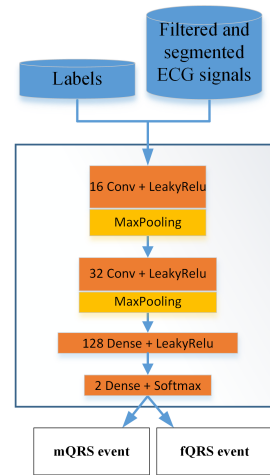 Labels
Filtered and
segmented
ECG signals
16 Conv + LeakyRelu
MaxPooling
32 Conv + LeakyRelu
MaxPooling
128 Dense + LeakyRelu
2 Dense + Softmax
mQRS event
fQRS event